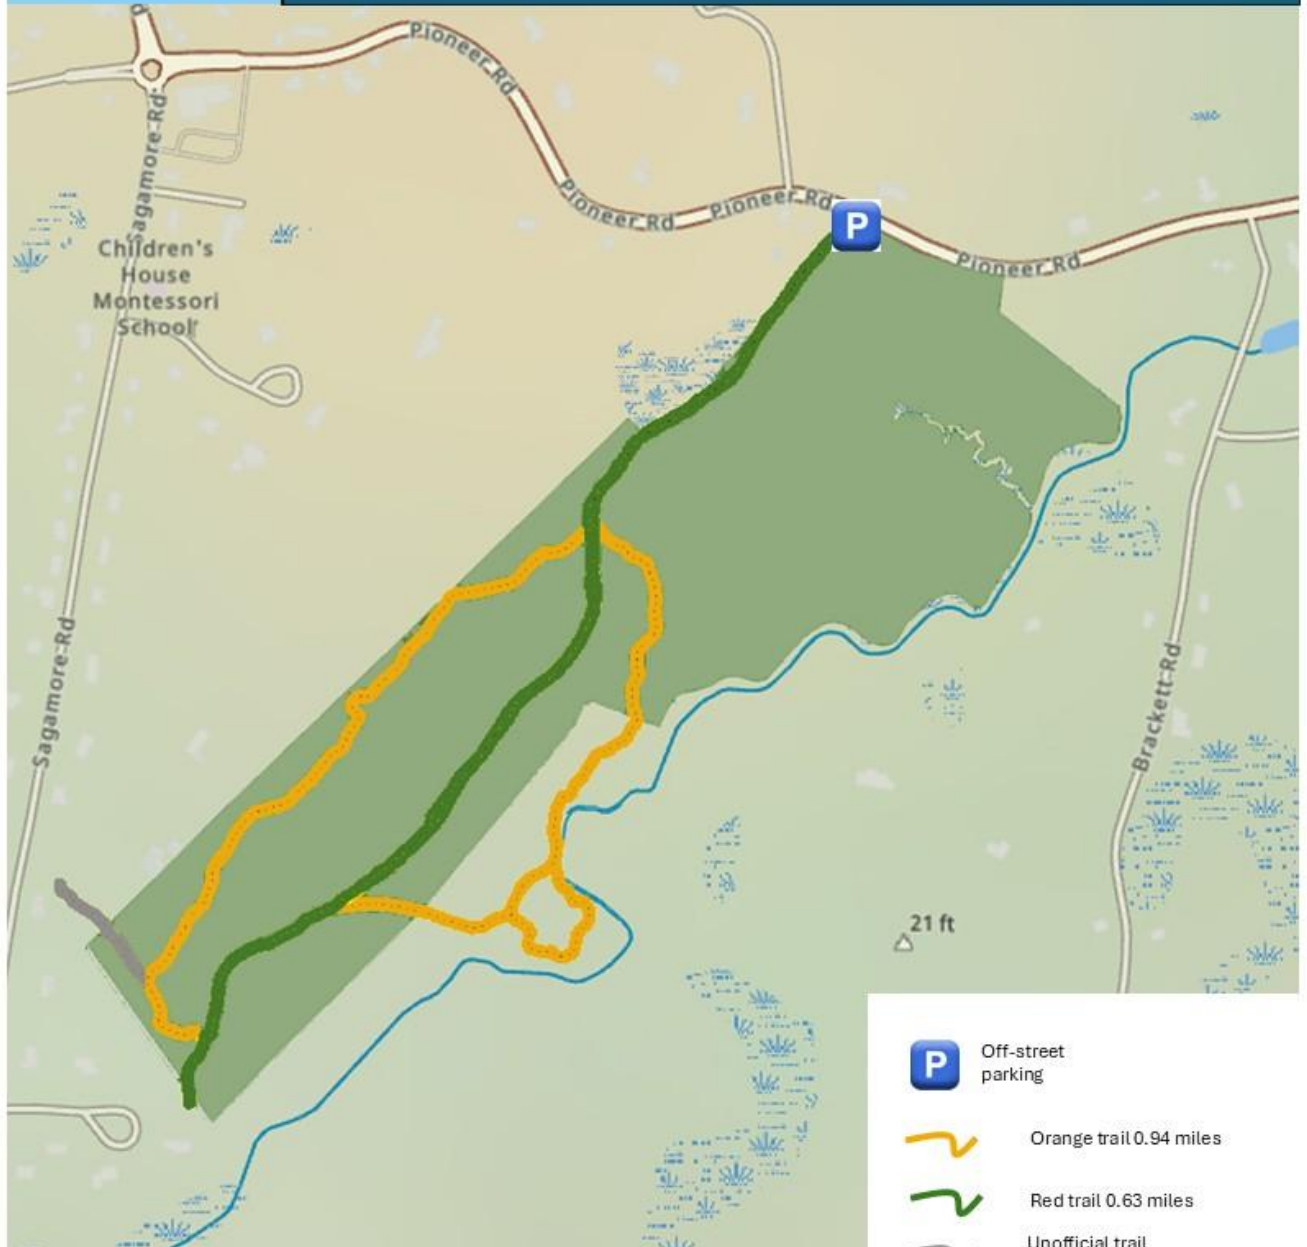 Pioneer Rd
Sagamore Rd
Pioneer Rd
Pioneer Rd
P
Pioneer Rd
Children's
House
Montessori
School
Sagamore Rd
Brackett Rd
21 ft
P
Off-street
parking
Orange trail 0.94 miles
Red trail 0.63 miles
Unofficial trail